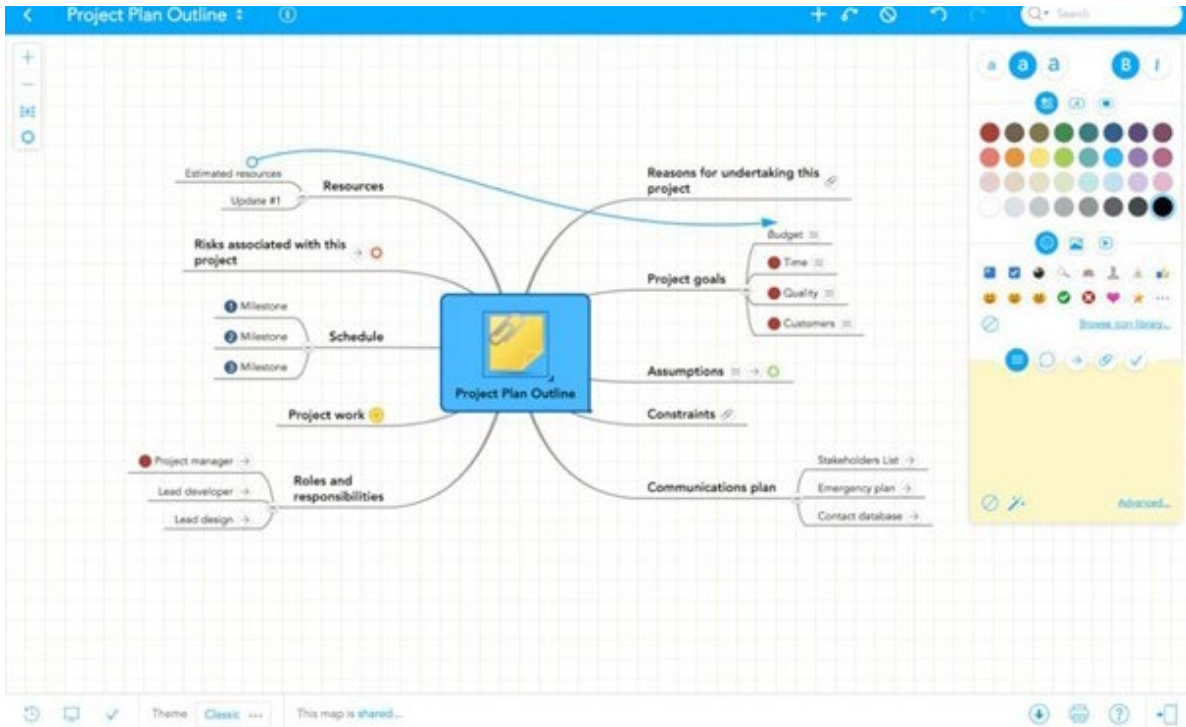 Project Plan Outline
Search
a a a B I
Estimated resources
Update #1
Resources
Risks associated with this
project
1 Milestone
2 Milestone
3 Milestone
Schedule
Project work
Project manager
Lead developer
Lead design
Roles and
responsibilities
Project Plan Outline
Reasons for undertaking this
project
Project goals
Budget
Time
Quality
Customers
Assumptions
Constraints
Communications plan
Stakeholders List
Emergency plan
Contact database
Browse icon library...
Advanced...
Theme Classic
This map is shared...